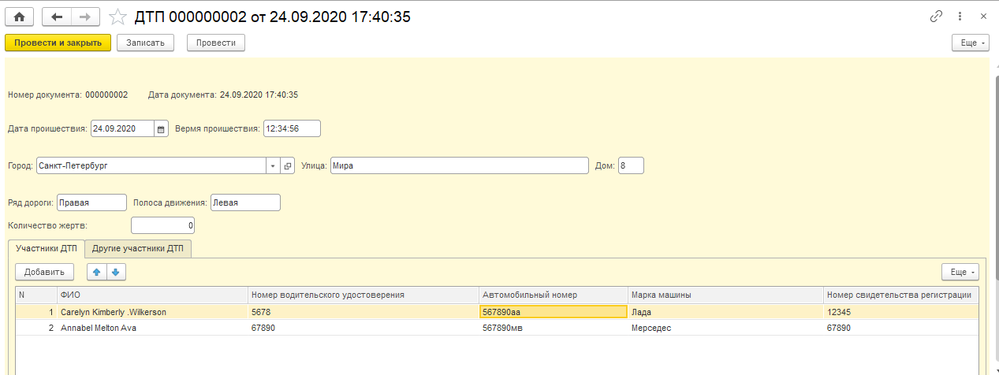 ДТП 000000002 от 24.09.2020 17:40:35
Провести и закрыть Записать Провести Еще
Номер документа: 000000002 Дата документа: 24.09.2020 17:40:35
Дата проишествия: 24.09.2020 Вермя проишествия: 12:34:56
Город: Санкт-Петербург Улица: Мира Дом: 8
Ряд дороги: Правая Полоса движения: Левая
Количество жертв: 0
Участники ДТП Другие участники ДТП
Добавить Еще
N ФИО Номер водительского удостоверения Автомобильный номер Марка машины Номер свидетельства регистрации
1 Carelyn Kimberly .Wilkerson 5678 567890аа Лада 12345
2 Annabel Melton Ava 67890 567890мв Мерседес 67890